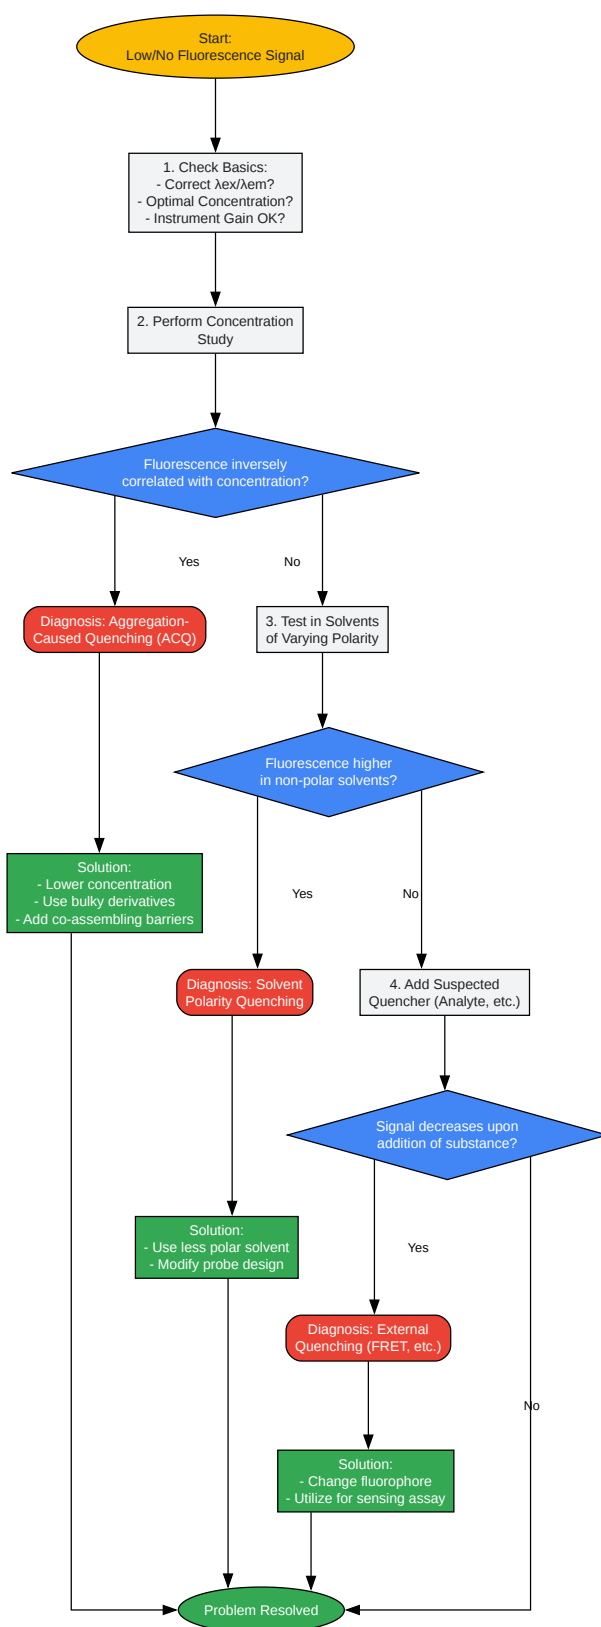 Start:
Low/No Fluorescence Signal
1. Check Basics:
- Correct λex/λem?
- Optimal Concentration?
- Instrument Gain OK?
2. Perform Concentration
Study
Fluorescence inversely
correlated with concentration?
Yes
No
Diagnosis: Aggregation-
Caused Quenching (ACQ)
3. Test in Solvents
of Varying Polarity
Fluorescence higher
in non-polar solvents?
Solution:
- Lower concentration
- Use bulky derivatives
- Add co-assembling barriers
Yes
No
Diagnosis: Solvent
Polarity Quenching
4. Add Suspected
Quencher (Analyte, etc.)
Signal decreases upon
addition of substance?
Solution:
- Use less polar solvent
- Modify probe design
Yes
Diagnosis: External
Quenching (FRET, etc.)
No
Solution:
- Change fluorophore
- Utilize for sensing assay
Problem Resolved